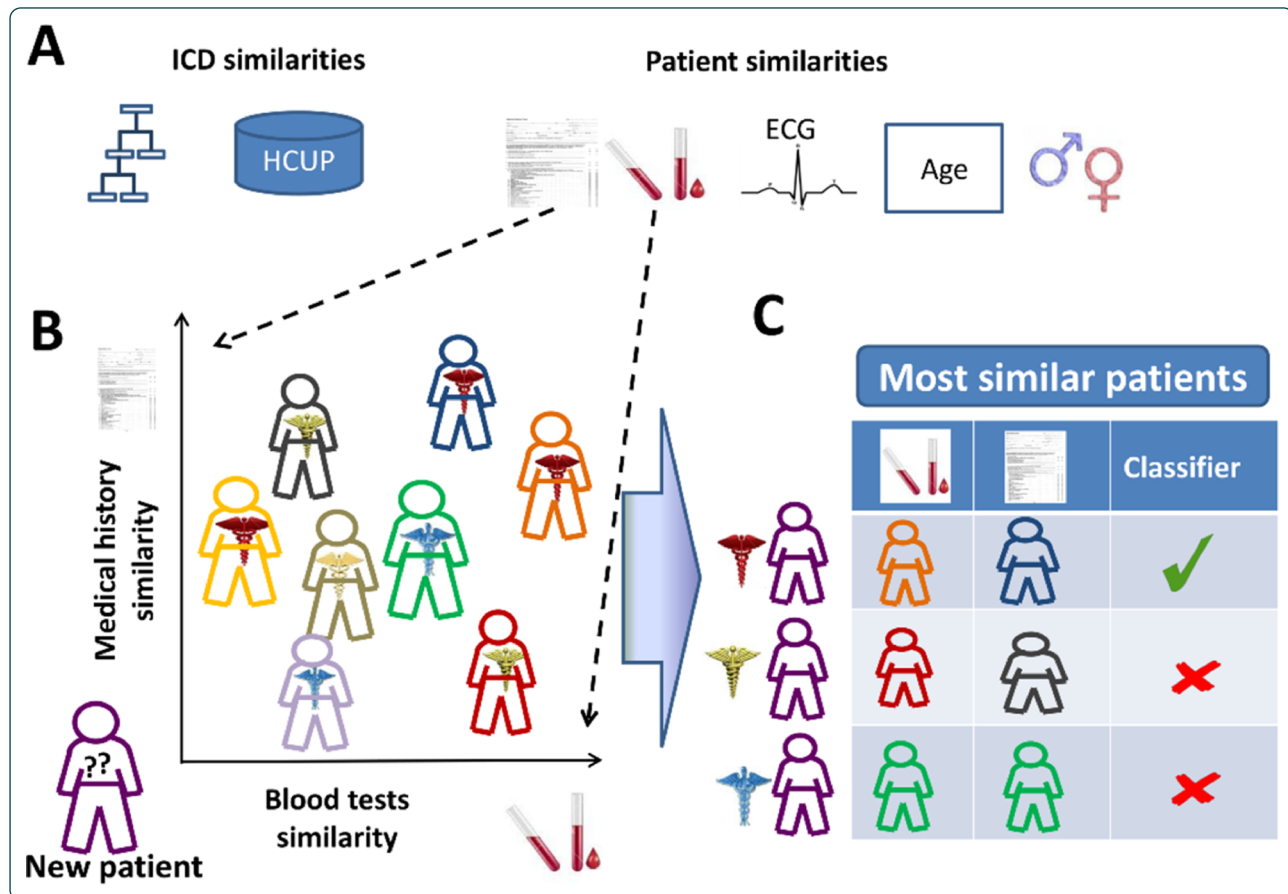 A
ICD similarities
Patient similarities
HCUP
ECG
Age
B
Medical history
similarity
??
New patient
Blood tests
similarity
C
Most similar patients
Classifier